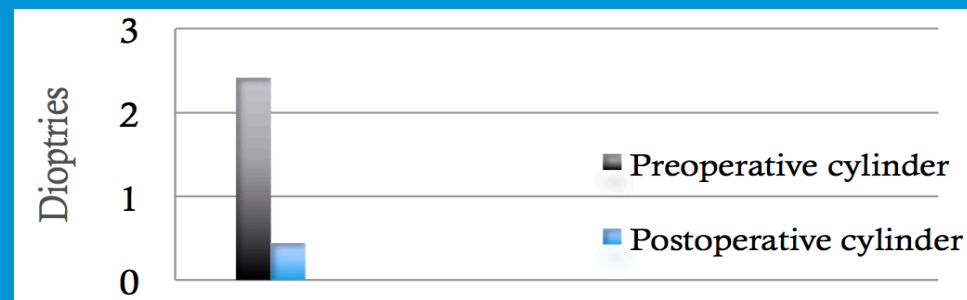 Dioptries
3
2
1
0
Preoperative cylinder
Postoperative cylinder